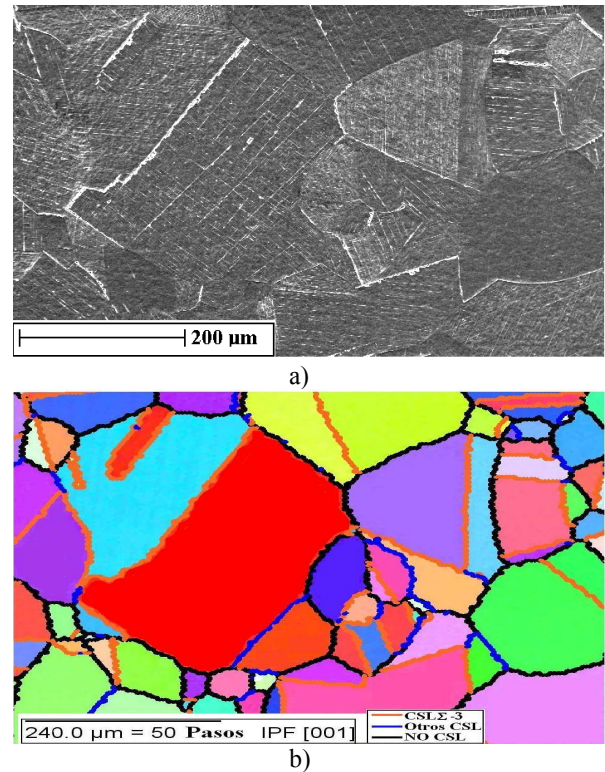 200 µm
a)
CSLΣ-3
Otros CSL
NO CSL
240.0 µm = 50 Pasos IPF [001]
b)